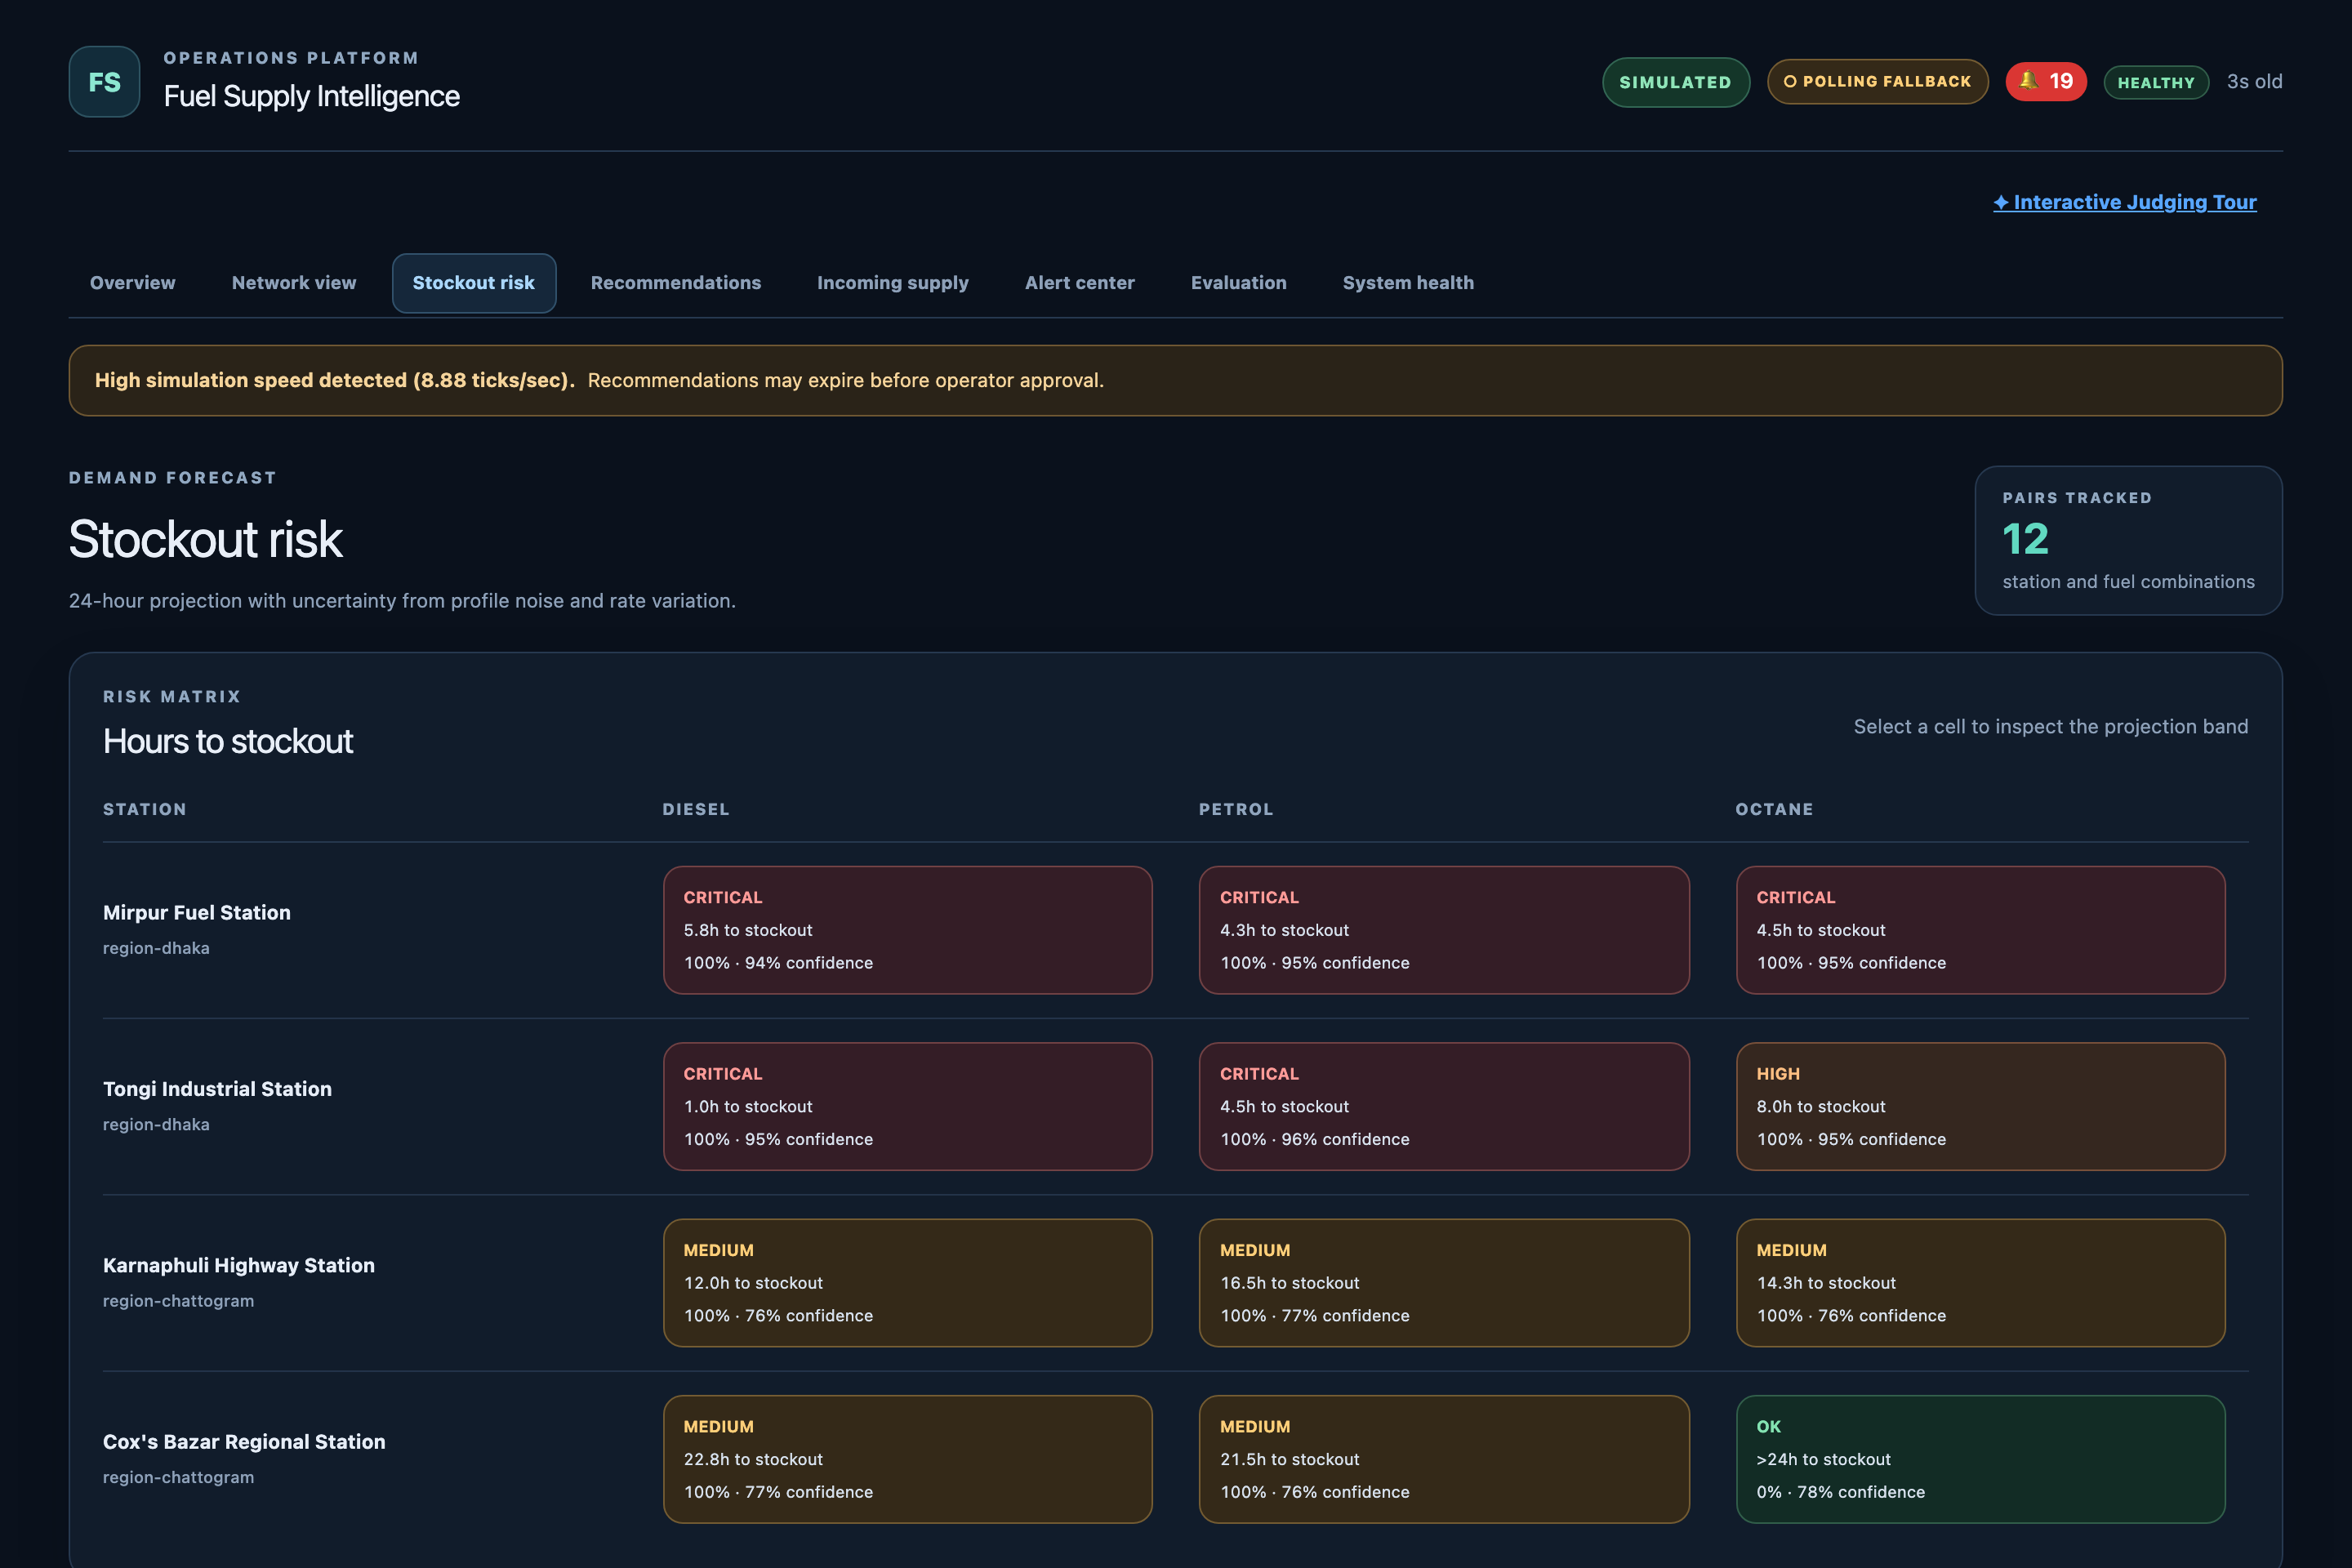 FS
OPERATIONS PLATFORM
Fuel Supply Intelligence
SIMULATED
POLLING FALLBACK
19
HEALTHY
3s old
✦ Interactive Judging Tour
Overview
Network view
Stockout risk
Recommendations
Incoming supply
Alert center
Evaluation
System health
High simulation speed detected (8.88 ticks/sec). Recommendations may expire before operator approval.
DEMAND FORECAST
Stockout risk
24-hour projection with uncertainty from profile noise and rate variation.
PAIRS TRACKED
12
station and fuel combinations
RISK MATRIX
Hours to stockout
Select a cell to inspect the projection band
STATION DIESEL PETROL OCTANE
Mirpur Fuel Station
region-dhaka
CRITICAL
5.8h to stockout
100% · 94% confidence
CRITICAL
4.3h to stockout
100% · 95% confidence
CRITICAL
4.5h to stockout
100% · 95% confidence
Tongi Industrial Station
region-dhaka
CRITICAL
1.0h to stockout
100% · 95% confidence
CRITICAL
4.5h to stockout
100% · 96% confidence
HIGH
8.0h to stockout
100% · 95% confidence
Karnaphuli Highway Station
region-chattogram
MEDIUM
12.0h to stockout
100% · 76% confidence
MEDIUM
16.5h to stockout
100% · 77% confidence
MEDIUM
14.3h to stockout
100% · 76% confidence
Cox's Bazar Regional Station
region-chattogram
MEDIUM
22.8h to stockout
100% · 77% confidence
MEDIUM
21.5h to stockout
100% · 76% confidence
OK
>24h to stockout
0% · 78% confidence